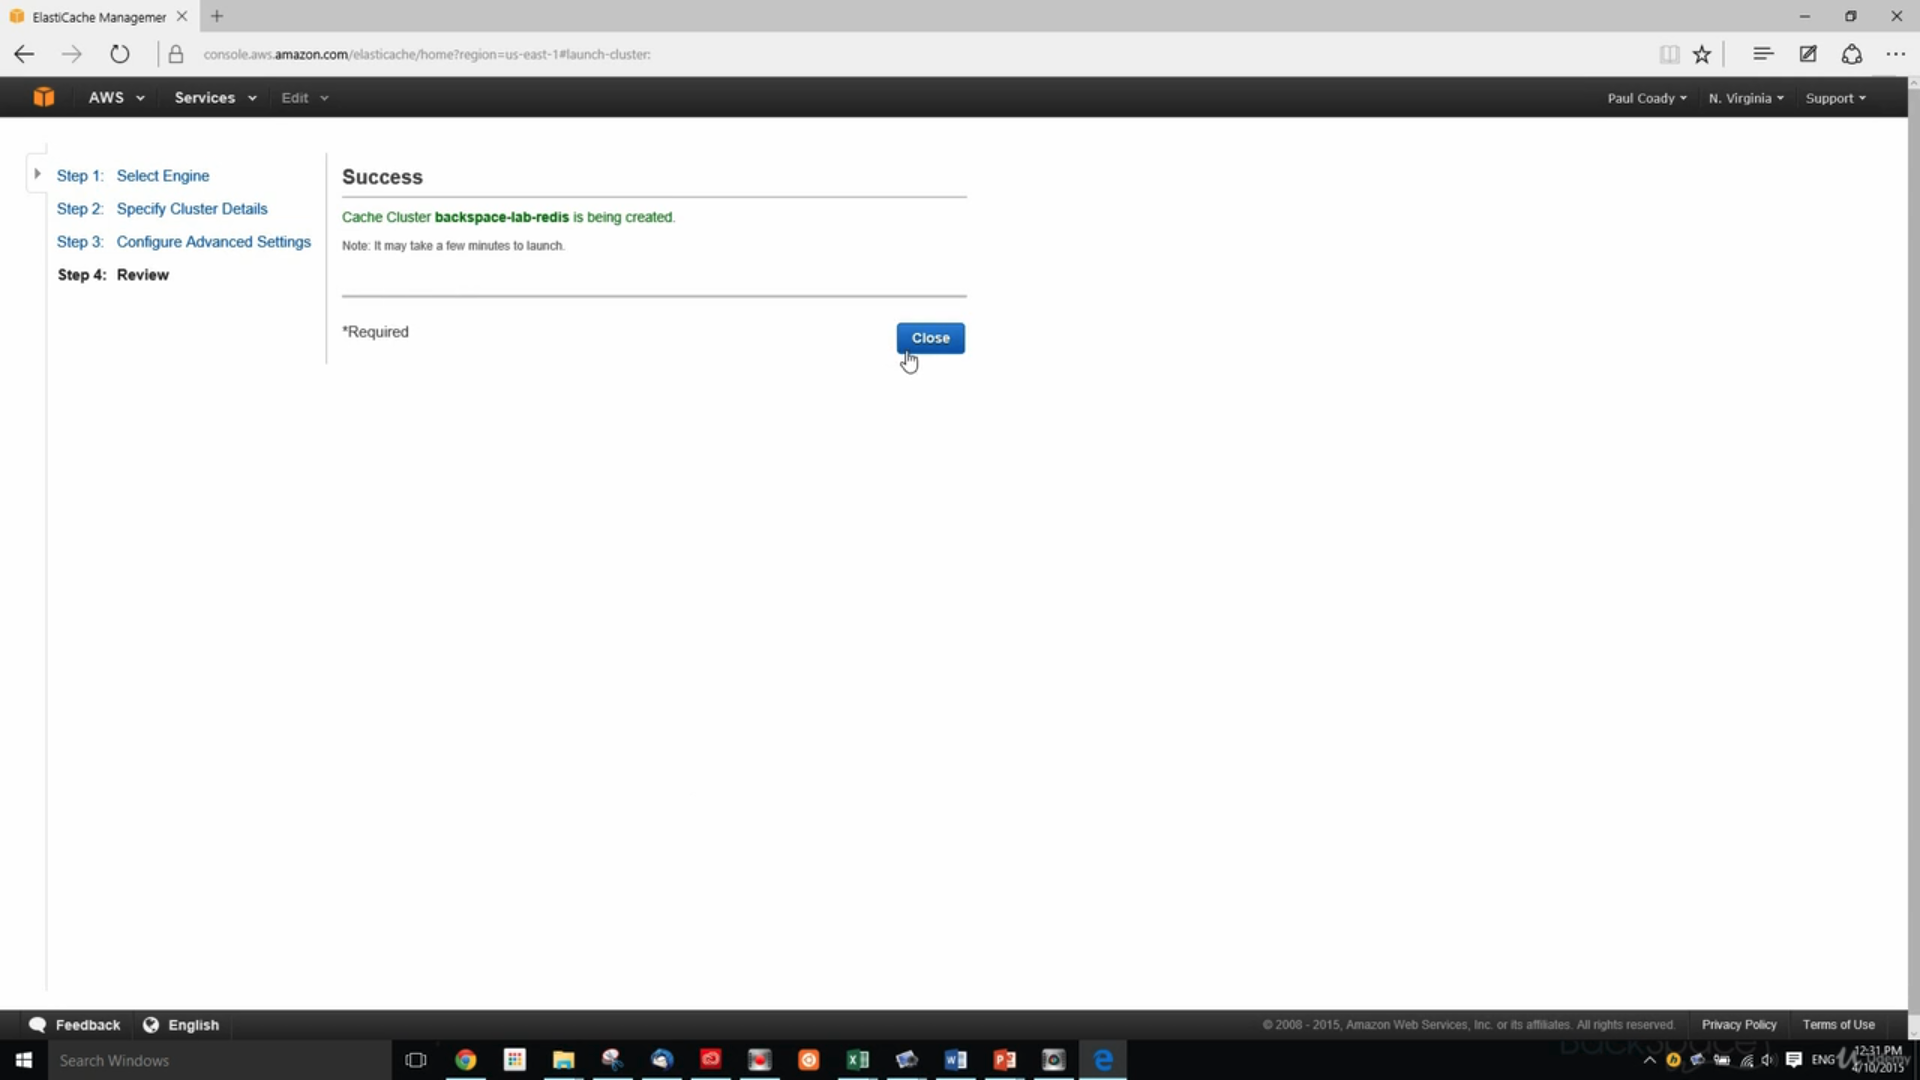 ElastiCache Managemer
console.aws.amazon.com/elasticache/home?region=us-east-1#launch-cluster:
AWS Services Edit Paul Coady N. Virginia Support
Step 1: Select Engine
Step 2: Specify Cluster Details
Step 3: Configure Advanced Settings
Step 4: Review
Success
Cache Cluster backspace-lab-redis is being created.
Note: It may take a few minutes to launch.
*Required
Close
Feedback English © 2008 - 2015, Amazon Web Services, Inc. or its affiliates. All rights reserved. Privacy Policy Terms of Use
Search Windows
ENG
12:31 PM
4/10/2015